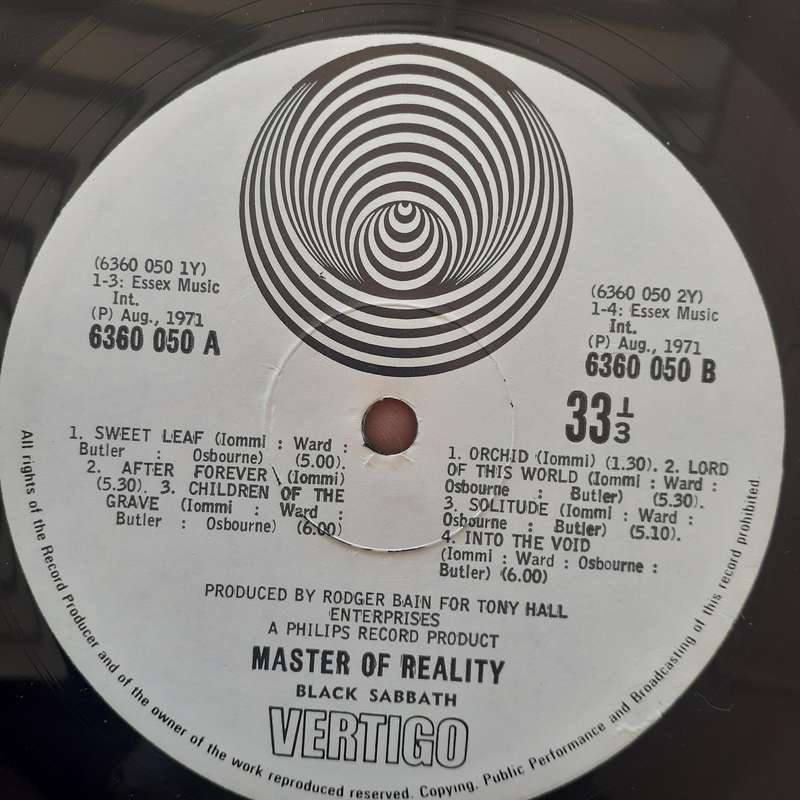 (6360 050 1Y)
1-3: Essex Music
Int.
(P) Aug., 1971
6360 050 A
(6360 050 2Y)
1-4: Essex Music
Int.
(P) Aug., 1971
6360 050 B
33 1/3
1. SWEET LEAF (Iommi : Ward :
Butler : Osbourne) (5.00).
2. AFTER FOREVER (Iommi)
(5.30). 3. CHILDREN OF THE
GRAVE (Iommi : Ward :
Butler : Osbourne) (6.00)
1. ORCHID (Iommi) (1.30). 2. LORD
OF THIS WORLD (Iommi : Ward :
Osbourne : Butler) (5.30).
3. SOLITUDE (Iommi : Ward :
Osbourne : Butler) (5.10).
4. INTO THE VOID
(Iommi : Ward : Osbourne :
Butler) (6.00)
PRODUCED BY RODGER BAIN FOR TONY HALL
ENTERPRISES
A PHILIPS RECORD PRODUCT
MASTER OF REALITY
BLACK SABBATH
VERTIGO
All rights of the Record Producer and of the owner of the work reproduced reserved. Copying, Public Performance and Broadcasting of this record prohibited.